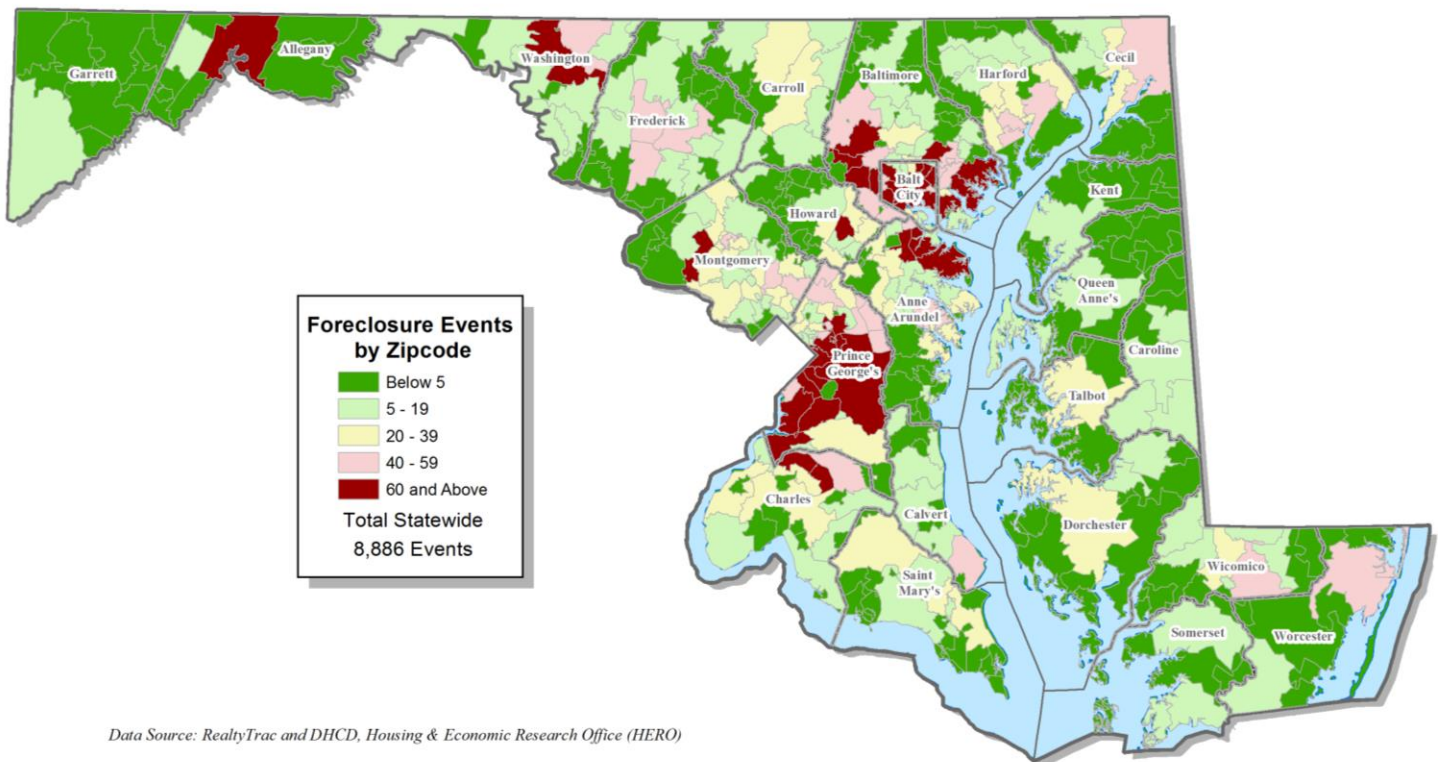 Garrett
Allegany
Washington
Frederick
Carroll
Baltimore
Harford
Cecil
Balt
City
Kent
Howard
Montgomery
Anne
Arundel
Queen
Anne's
Prince
George's
Caroline
Talbot
Charles
Calvert
Dorchester
Saint
Mary's
Wicomico
Somerset
Worcester
Foreclosure Events
by Zipcode
Below 5
5 - 19
20 - 39
40 - 59
60 and Above
Total Statewide
8,886 Events
Data Source: RealtyTrac and DHCD, Housing & Economic Research Office (HERO)